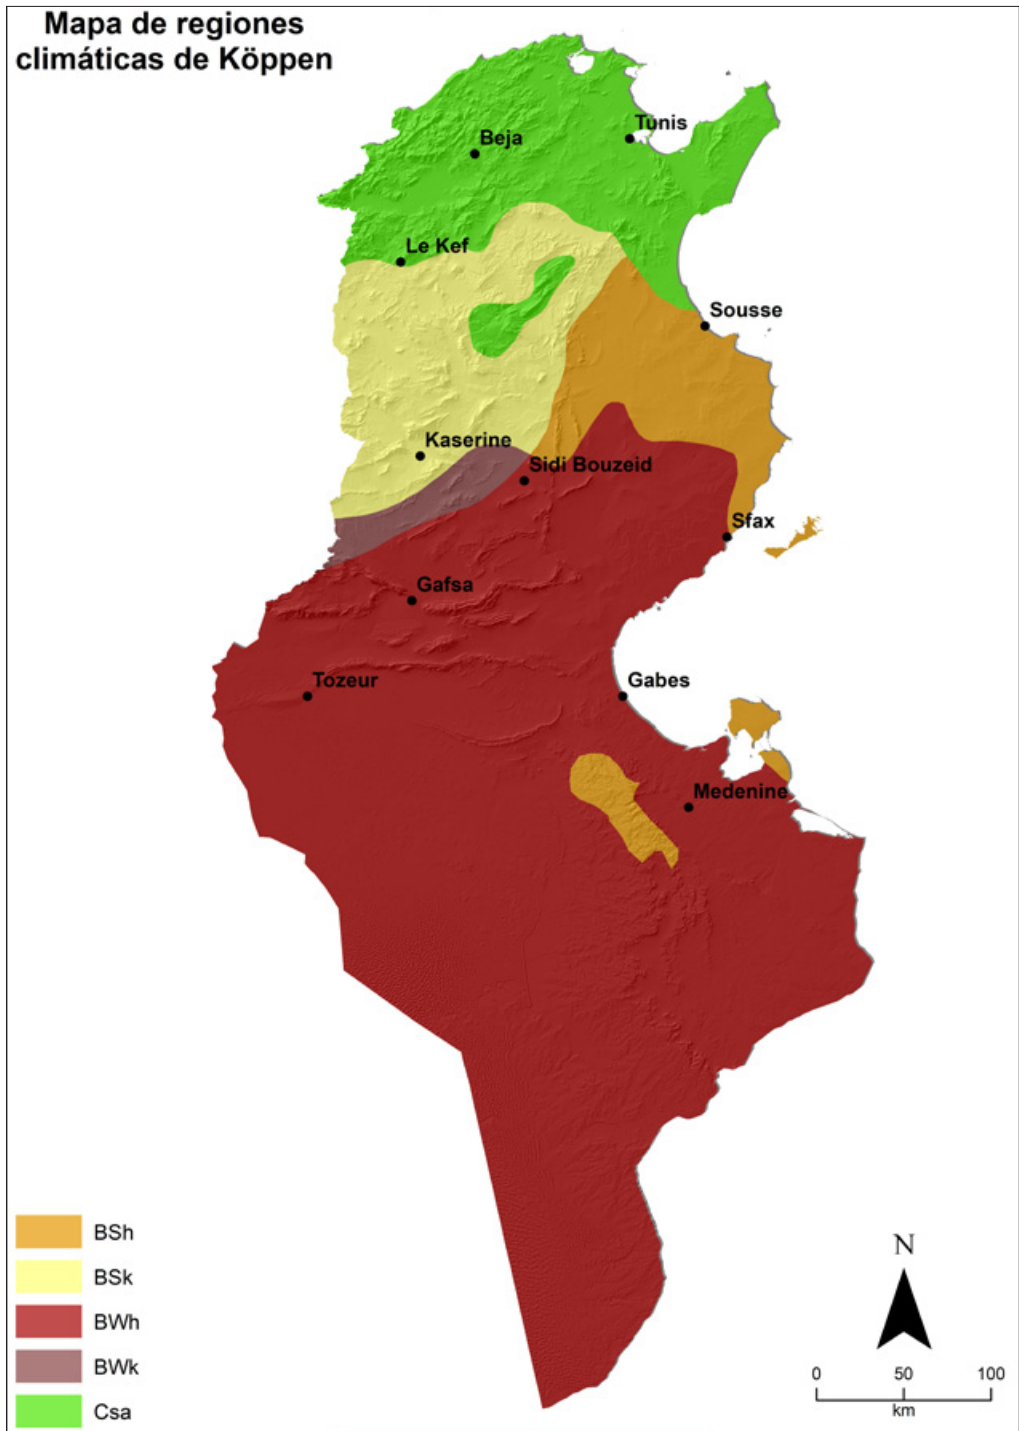 Mapa de regiones
climáticas de Köppen
Tunis
Beja
Le Kef
Sousse
Kaserine
Sidi Bouzeid
Sfax
Gafsa
Tozeur
Gabes
Medenine
BSh
BSk
BWh
BWk
Csa
N
0 50 100
km